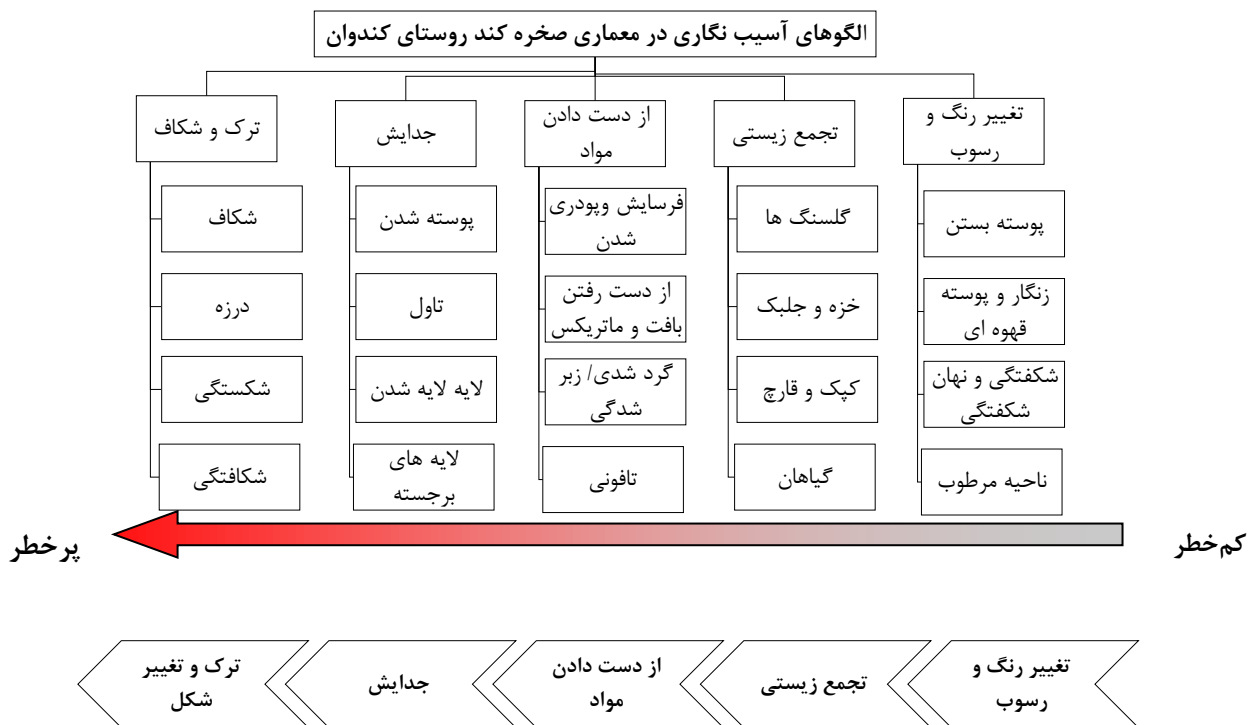 الگوهای آسیب نگاری در معماری صخره کند روستای کندوان
تغییر رنگ و
رسوب
پوسته بستن
زنگار و پوسته
قهوه ای
شکفتگی و نهان
شکفتگی
ناحیه مرطوب
تجمع زیستی
گلسنگ ها
خزه و جلبک
کپک و قارچ
گیاهان
از دست دادن
مواد
فرسایش وپودری
شدن
از دست رفتن
بافت و ماتریکس
گرد شدی/ زبر
شدگی
تافونی
جدایش
پوسته شدن
تاول
لایه لایه شدن
لایه های
برجسته
ترک و شکاف
شکاف
درزه
شکستگی
شکافتگی
کم‌خطر
پرخطر
تغییر رنگ و
رسوب
تجمع زیستی
از دست دادن
مواد
جدایش
ترک و تغییر
شکل